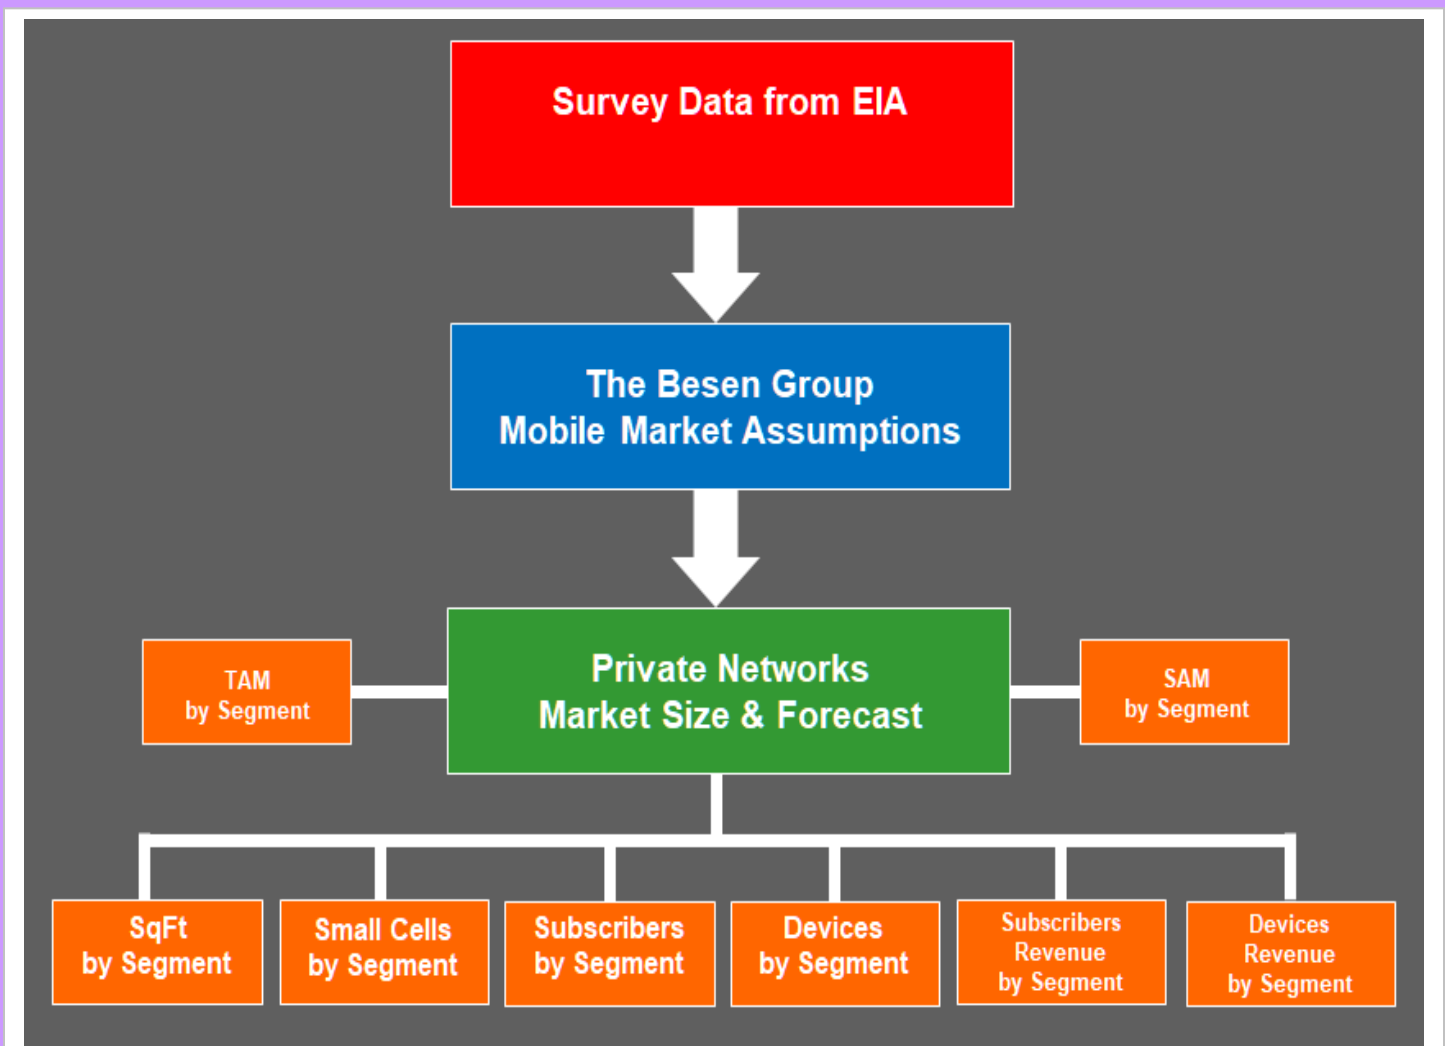 Survey Data from EIA
The Besen Group
Mobile Market Assumptions
Private Networks
Market Size & Forecast
TAM
by Segment
SAM
by Segment
SqFt
by Segment
Small Cells
by Segment
Subscribers
by Segment
Devices
by Segment
Subscribers
Revenue
by Segment
Devices
Revenue
by Segment